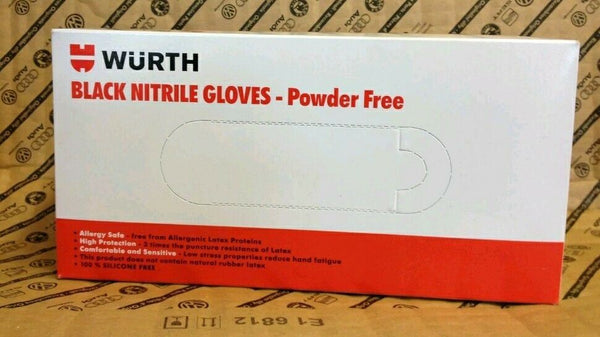 WÜRTH
BLACK NITRILE GLOVES - Powder Free
• Allergy Safe - free from Allergenic Latex Proteins
• High Protection - 3 times the puncture resistance of Latex
• Comfortable and Sensitive - Low stress properties reduce hand fatigue
• This product does not contain natural rubber latex
• 100 % SILICONE FREE
E1 6812